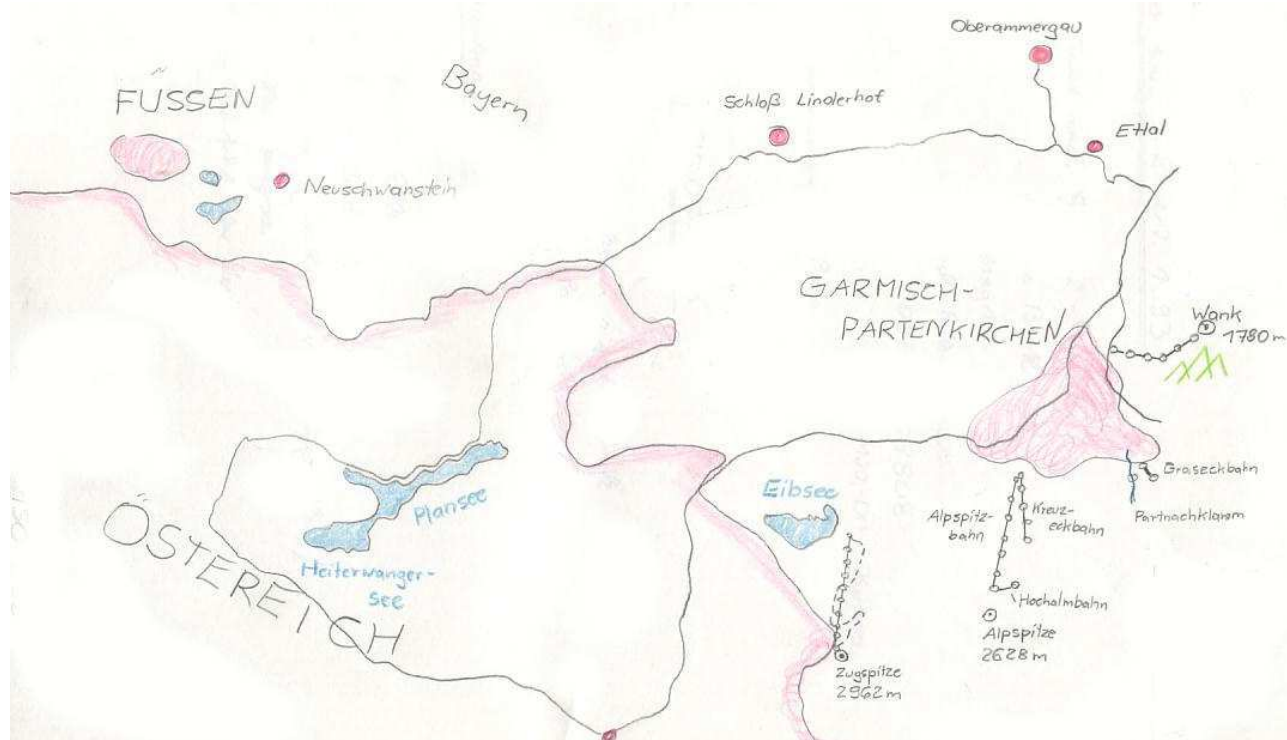 Oberammergau
FÜSSEN
Bayern
Schloß Linderhof
Ettal
Neuschwanstein
GARMISCH-
PARTENKIRCHEN
Wank
1780 m
Graseckbahn
Eibsee
Plansee
Alpspitz-
bahn
Kreuz-
eckbahn
Partnachklamm
ÖSTEREICH
Heiterwanger-
see
Hochalmbahn
Alpspitze
2628 m
Zugspitze
2962 m